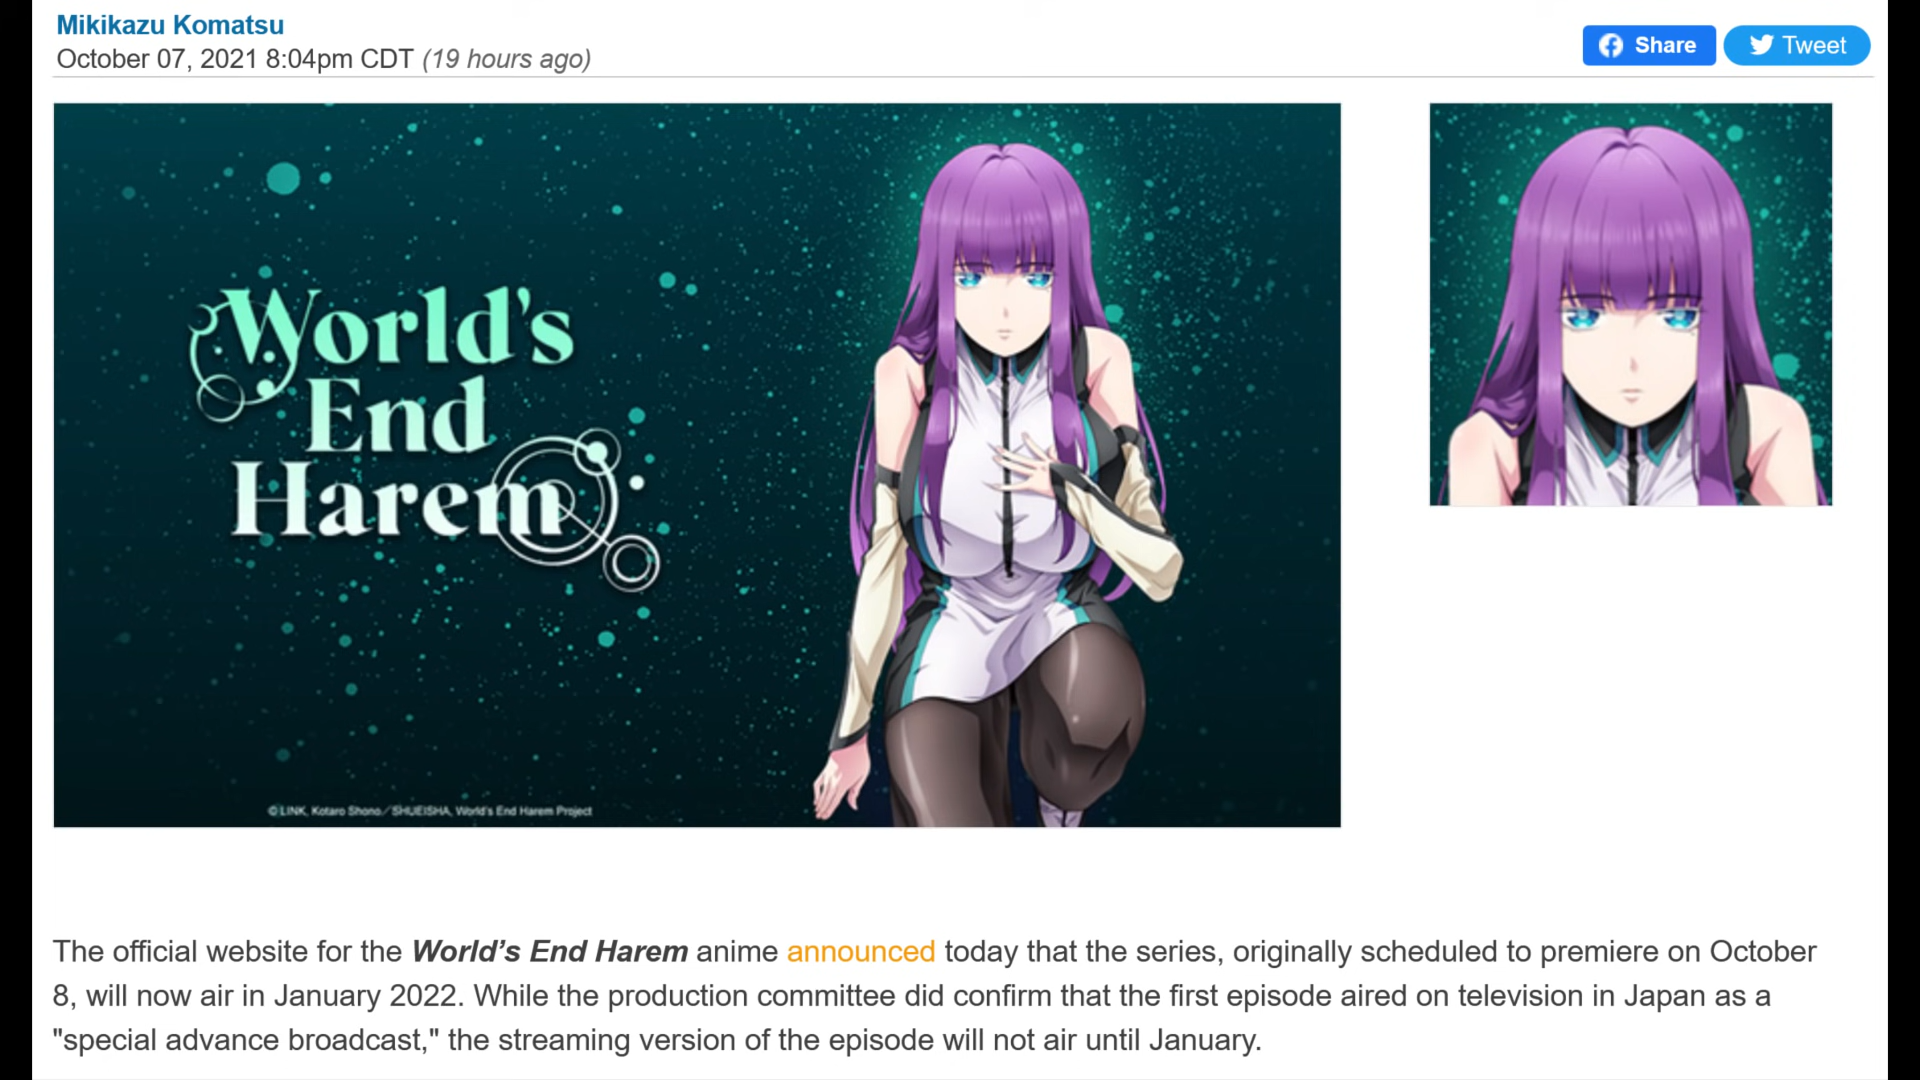 Mikikazu Komatsu
October 07, 2021 8:04pm CDT (19 hours ago)
Share
Tweet
World's
End
Harem
© LINK, Kotaro Shono／SHUEISHA, World's End Harem Project
The official website for the World’s End Harem anime announced today that the series, originally scheduled to premiere on October
8, will now air in January 2022. While the production committee did confirm that the first episode aired on television in Japan as a
"special advance broadcast," the streaming version of the episode will not air until January.